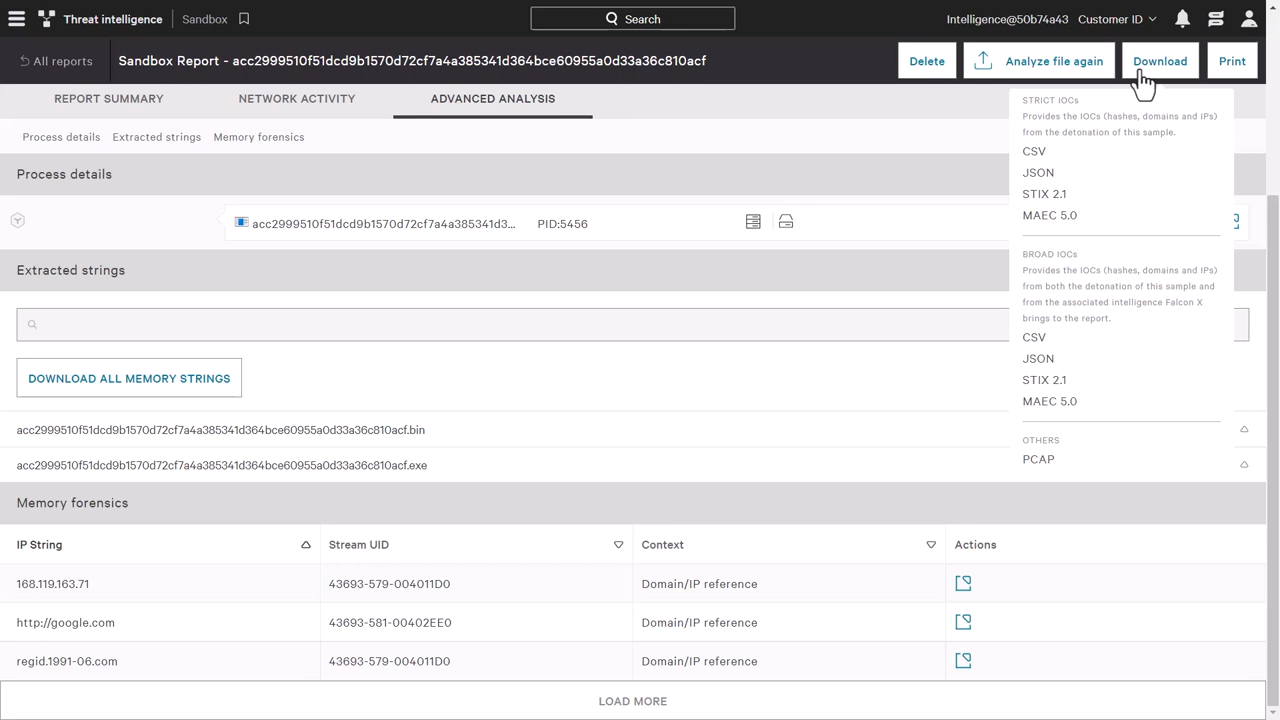 Threat intelligence
Sandbox
Search
Intelligence@50b74a43
Customer ID
All reports
Sandbox Report - acc2999510f51dcd9b1570d72cf7a4a385341d364bce60955a0d33a36c810acf
Delete
Analyze file again
Download
Print
REPORT SUMMARY
NETWORK ACTIVITY
ADVANCED ANALYSIS
Process details
Extracted strings
Memory forensics
STRICT IOCs
Provides the IOCs (hashes, domains and IPs)
from the detonation of this sample.
CSV
JSON
STIX 2.1
MAEC 5.0
BROAD IOCs
Provides the IOCs (hashes, domains and IPs)
from both the detonation of this sample and
from the associated intelligence Falcon X
brings to the report.
CSV
JSON
STIX 2.1
MAEC 5.0
OTHERS
PCAP
Process details
acc2999510f51dcd9b1570d72cf7a4a385341d3...
PID:5456
Extracted strings
DOWNLOAD ALL MEMORY STRINGS
acc2999510f51dcd9b1570d72cf7a4a385341d364bce60955a0d33a36c810acf.bin
acc2999510f51dcd9b1570d72cf7a4a385341d364bce60955a0d33a36c810acf.exe
Memory forensics
IP String
Stream UID
Context
Actions
168.119.163.71
43693-579-004011D0
Domain/IP reference
http://google.com
43693-581-00402EE0
Domain/IP reference
regid.1991-06.com
43693-579-004011D0
Domain/IP reference
LOAD MORE